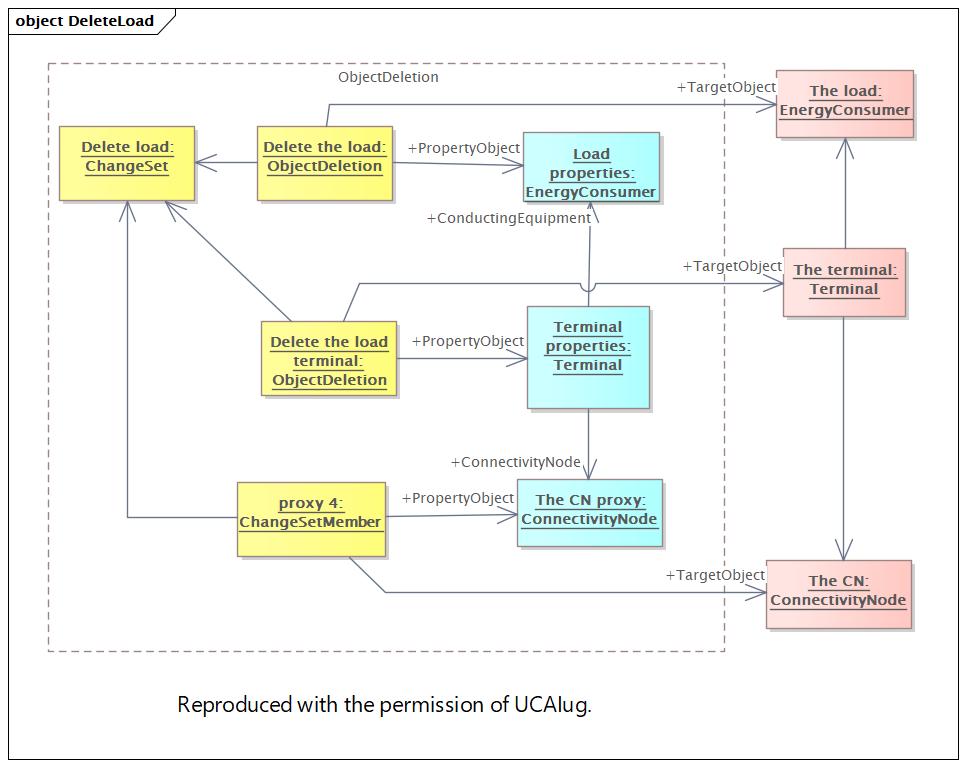 object DeleteLoad
ObjectDeletion
+TargetObject
The load:
EnergyConsumer
Delete load:
ChangeSet
Delete the load:
ObjectDeletion
+PropertyObject
Load
properties:
EnergyConsumer
+ConductingEquipment
+TargetObject
The terminal:
Terminal
Delete the load
terminal:
ObjectDeletion
+PropertyObject
Terminal
properties:
Terminal
+ConnectivityNode
proxy 4:
ChangeSetMember
+PropertyObject
The CN proxy:
ConnectivityNode
+TargetObject
The CN:
ConnectivityNode
Reproduced with the permission of UCAIug.